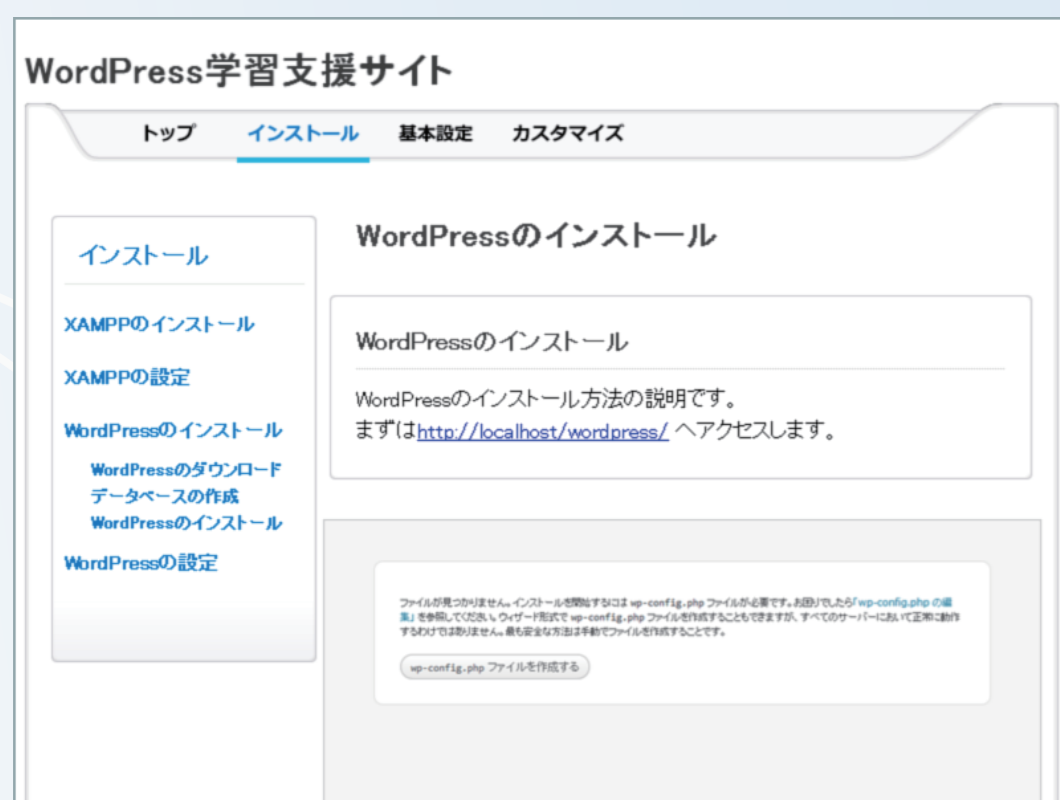 WordPress学習支援サイト
トップ インストール 基本設定 カスタマイズ
インストール
XAMPPのインストール
XAMPPの設定
WordPressのインストール
WordPressのダウンロード
データベースの作成
WordPressのインストール
WordPressの設定
WordPressのインストール
WordPressのインストール
WordPressのインストール方法の説明です。
まずはhttp://localhost/wordpress/ へアクセスします。
ファイルが見つかりません。インストールを開始するには wp-config.php ファイルが必要です。お困りでしたら「wp-config.php の編
集」を参照してください。ウィザード形式で wp-config.php ファイルを作成することもできますが、すべてのサーバーにおいて正常に動作
するわけではありません。最も安全な方法は手動でファイルを作成することです。
wp-config.php ファイルを作成する